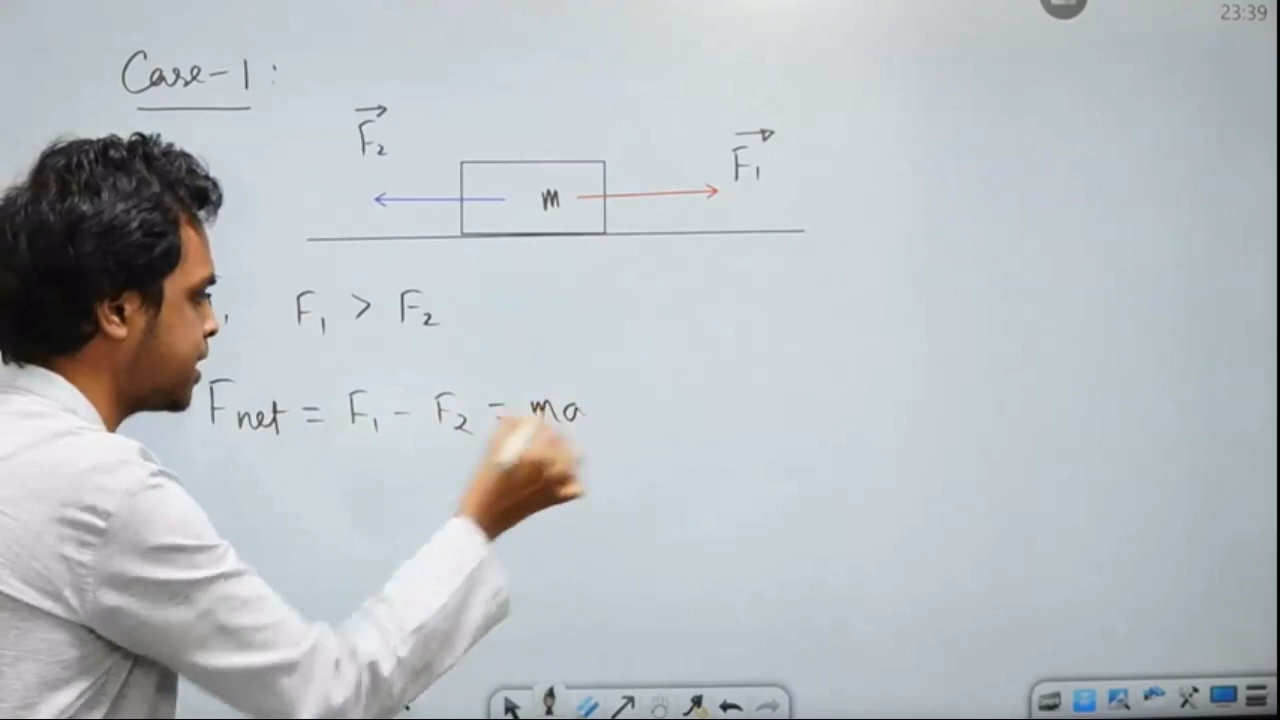 23:39
Case-1:
F₂
F₁
m
F₁ > F₂
Fnet = F₁ - F₂ = ma